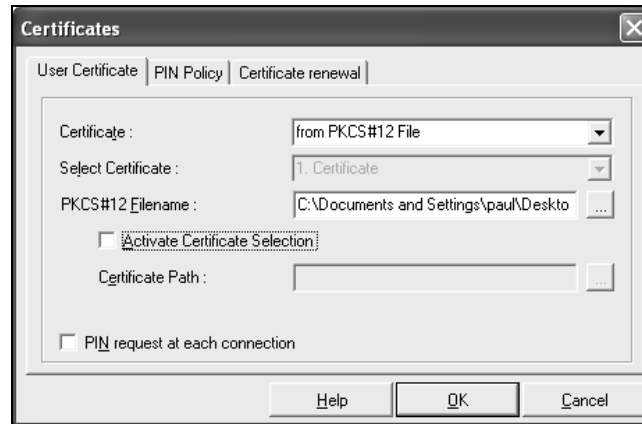 Certificates
User Certificate PIN Policy Certificate renewal
Certificate : from PKCS#12 File
Select Certificate : 1. Certificate
PKCS#12 Filename : C:\Documents and Settings\paul\Deskto ...
Activate Certificate Selection
Certificate Path : ...
PIN request at each connection
Help OK Cancel